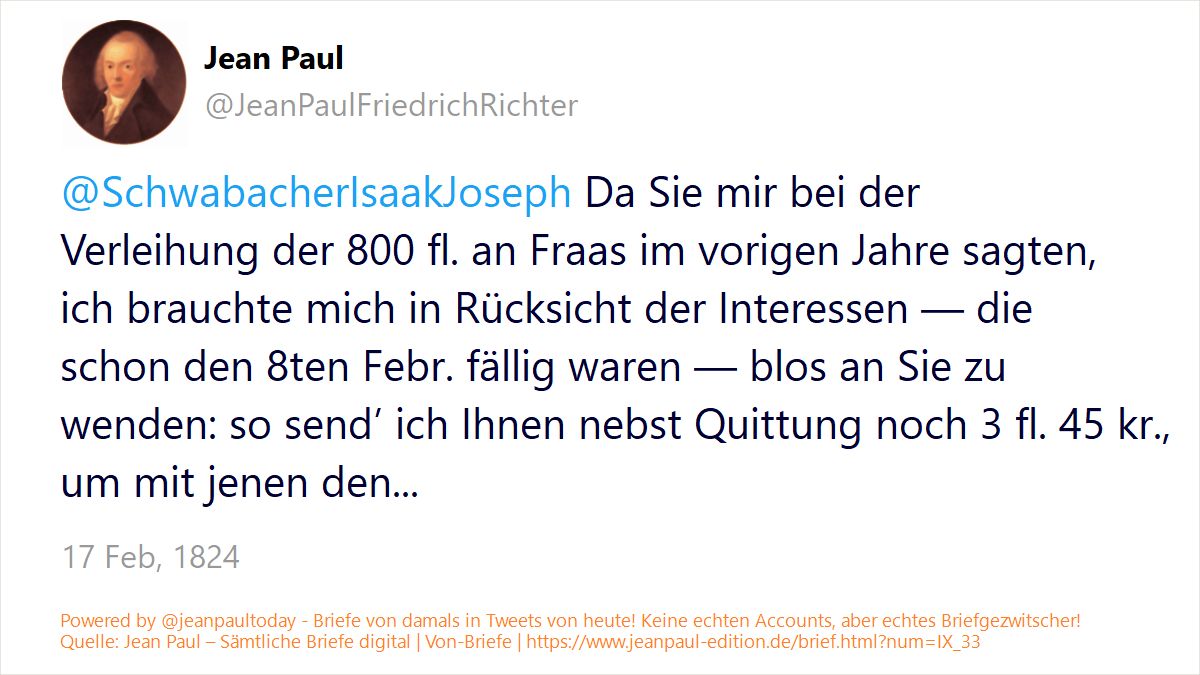 Jean Paul
@JeanPaulFriedrichRichter
@SchwabacherIsaakJoseph Da Sie mir bei der
Verleihung der 800 fl. an Fraas im vorigen Jahre sagten,
ich brauchte mich in Rücksicht der Interessen — die
schon den 8ten Febr. fällig waren — blos an Sie zu
wenden: so send’ ich Ihnen nebst Quittung noch 3 fl. 45 kr.,
um mit jenen den...
17 Feb, 1824
Powered by @jeanpaultoday - Briefe von damals in Tweets von heute! Keine echten Accounts, aber echtes Briefgezwitscher!
Quelle: Jean Paul – Sämtliche Briefe digital | Von-Briefe | https://www.jeanpaul-edition.de/brief.html?num=IX_33